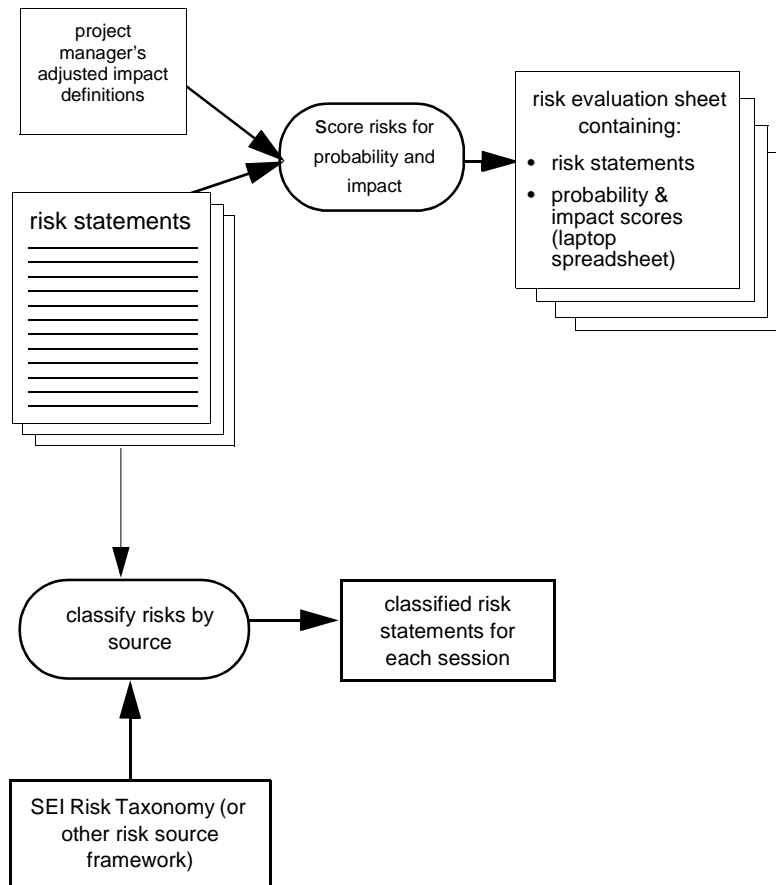 project
manager's
adjusted impact
definitions
Score risks for
probability and
impact
risk evaluation sheet
containing:
• risk statements
• probability &
impact scores
(laptop
spreadsheet)
risk statements
classify risks by
source
classified risk
statements for
each session
SEI Risk Taxonomy (or
other risk source
framework)